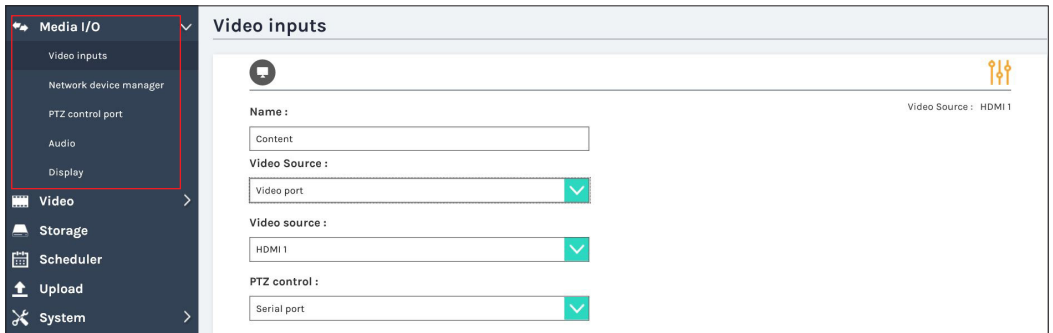 Media I/O
Video inputs
Network device manager
PTZ control port
Audio
Display
Video
Storage
Scheduler
Upload
System
Video inputs
Video Source : HDMI 1
Name :
Content
Video Source :
Video port
Video source :
HDMI 1
PTZ control :
Serial port